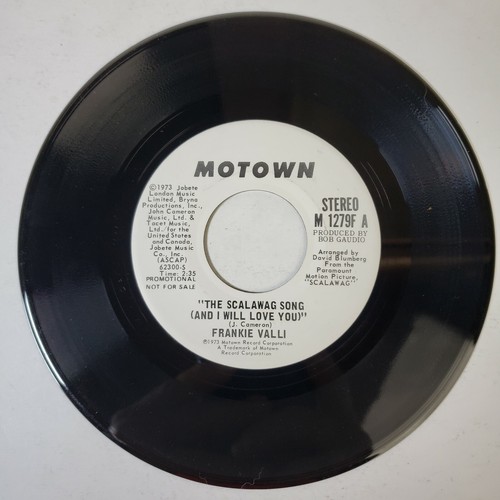 MOTOWN
©1973 Jobete
London Music
Limited, Bryna
Productions, Inc.,
John Cameron
Music, Ltd. &
Tacet Music,
Ltd./for the
United States
and Canada,
Jobete Music
Co., Inc.
(ASCAP)
62300-S
Time: 2:35
PROMOTIONAL
NOT FOR SALE
STEREO
M 1279F A
PRODUCED BY
BOB GAUDIO
Arranged by
David Blumberg
From the
Paramount
Motion Picture,
"SCALAWAG"
"THE SCALAWAG SONG
(AND I WILL LOVE YOU)"
(J. Cameron)
FRANKIE VALLI
℗1973 Motown Record Corporation
A Trademark of Motown
Record Corporation